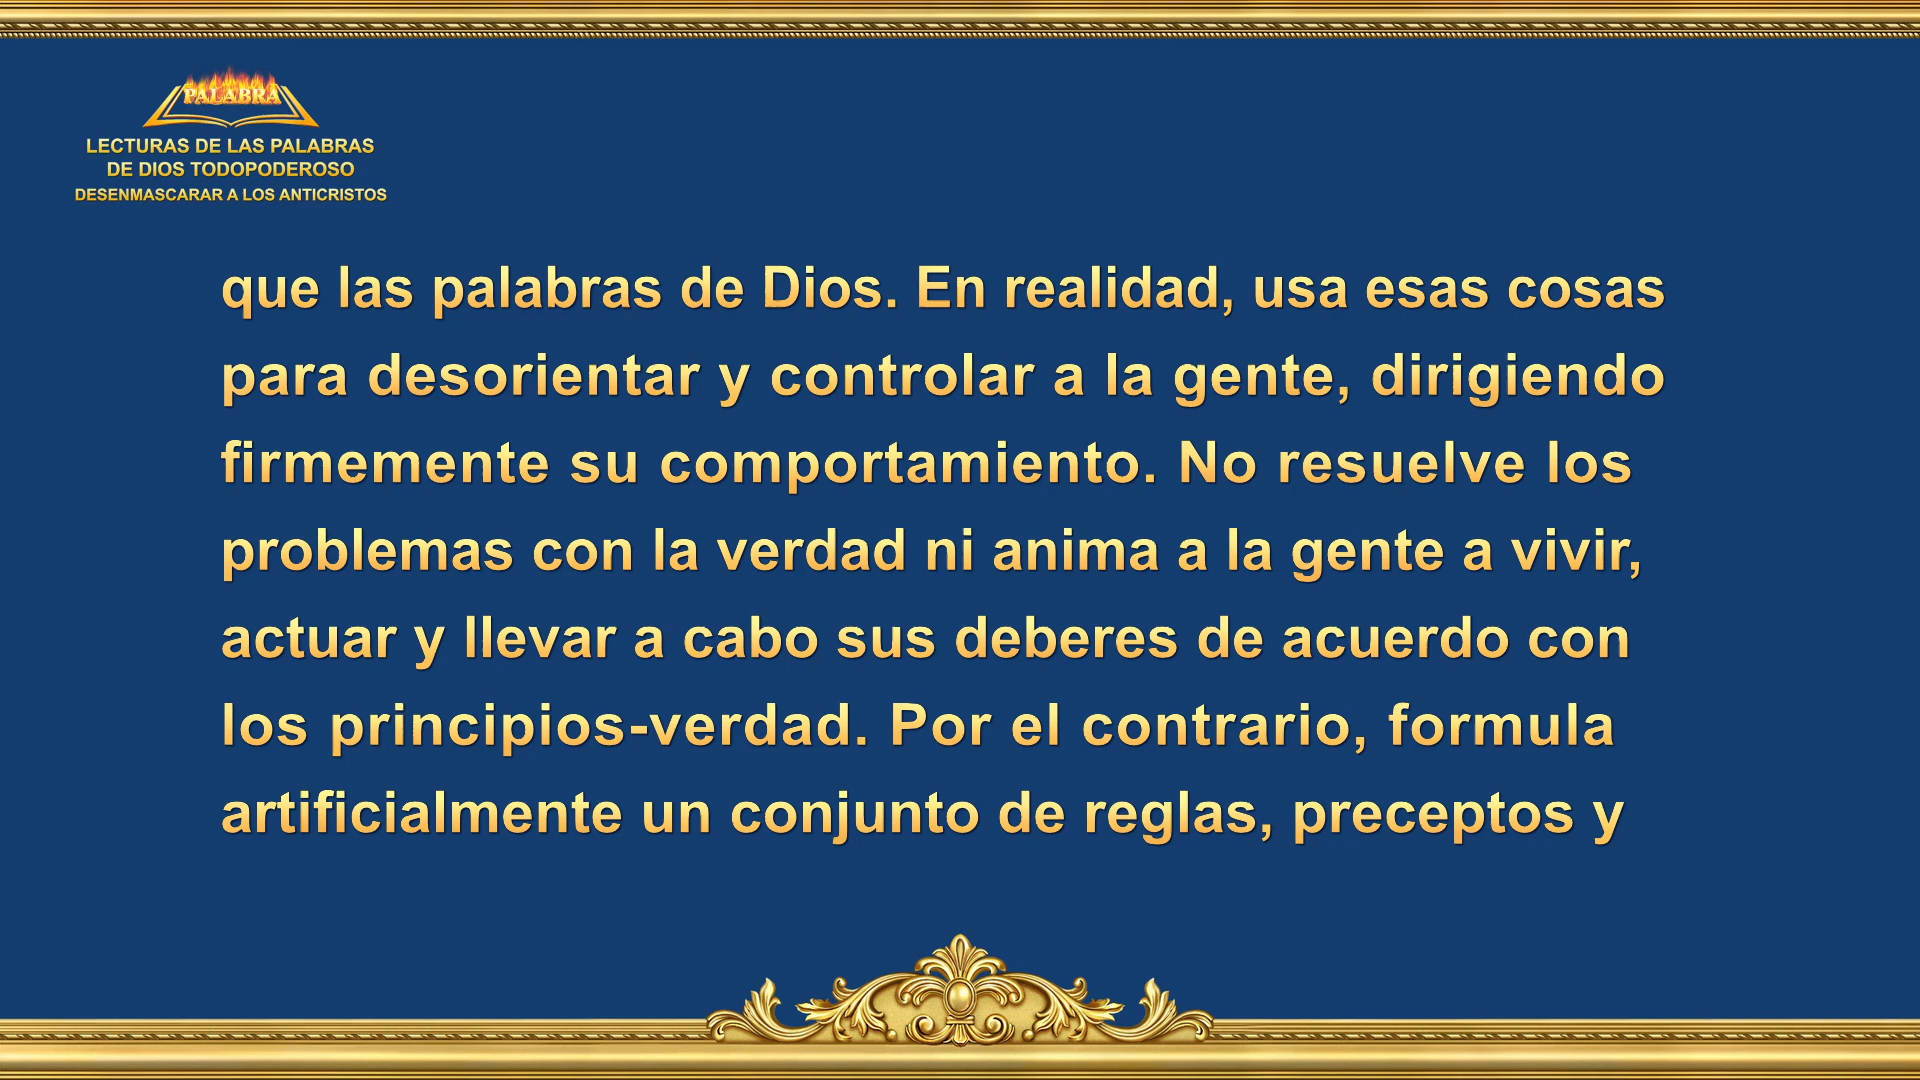 PALABRA
LECTURAS DE LAS PALABRAS
DE DIOS TODOPODEROSO
DESENMASCARAR A LOS ANTICRISTOS
que las palabras de Dios. En realidad, usa esas cosas
para desorientar y controlar a la gente, dirigiendo
firmemente su comportamiento. No resuelve los
problemas con la verdad ni anima a la gente a vivir,
actuar y llevar a cabo sus deberes de acuerdo con
los principios-verdad. Por el contrario, formula
artificialmente un conjunto de reglas, preceptos y